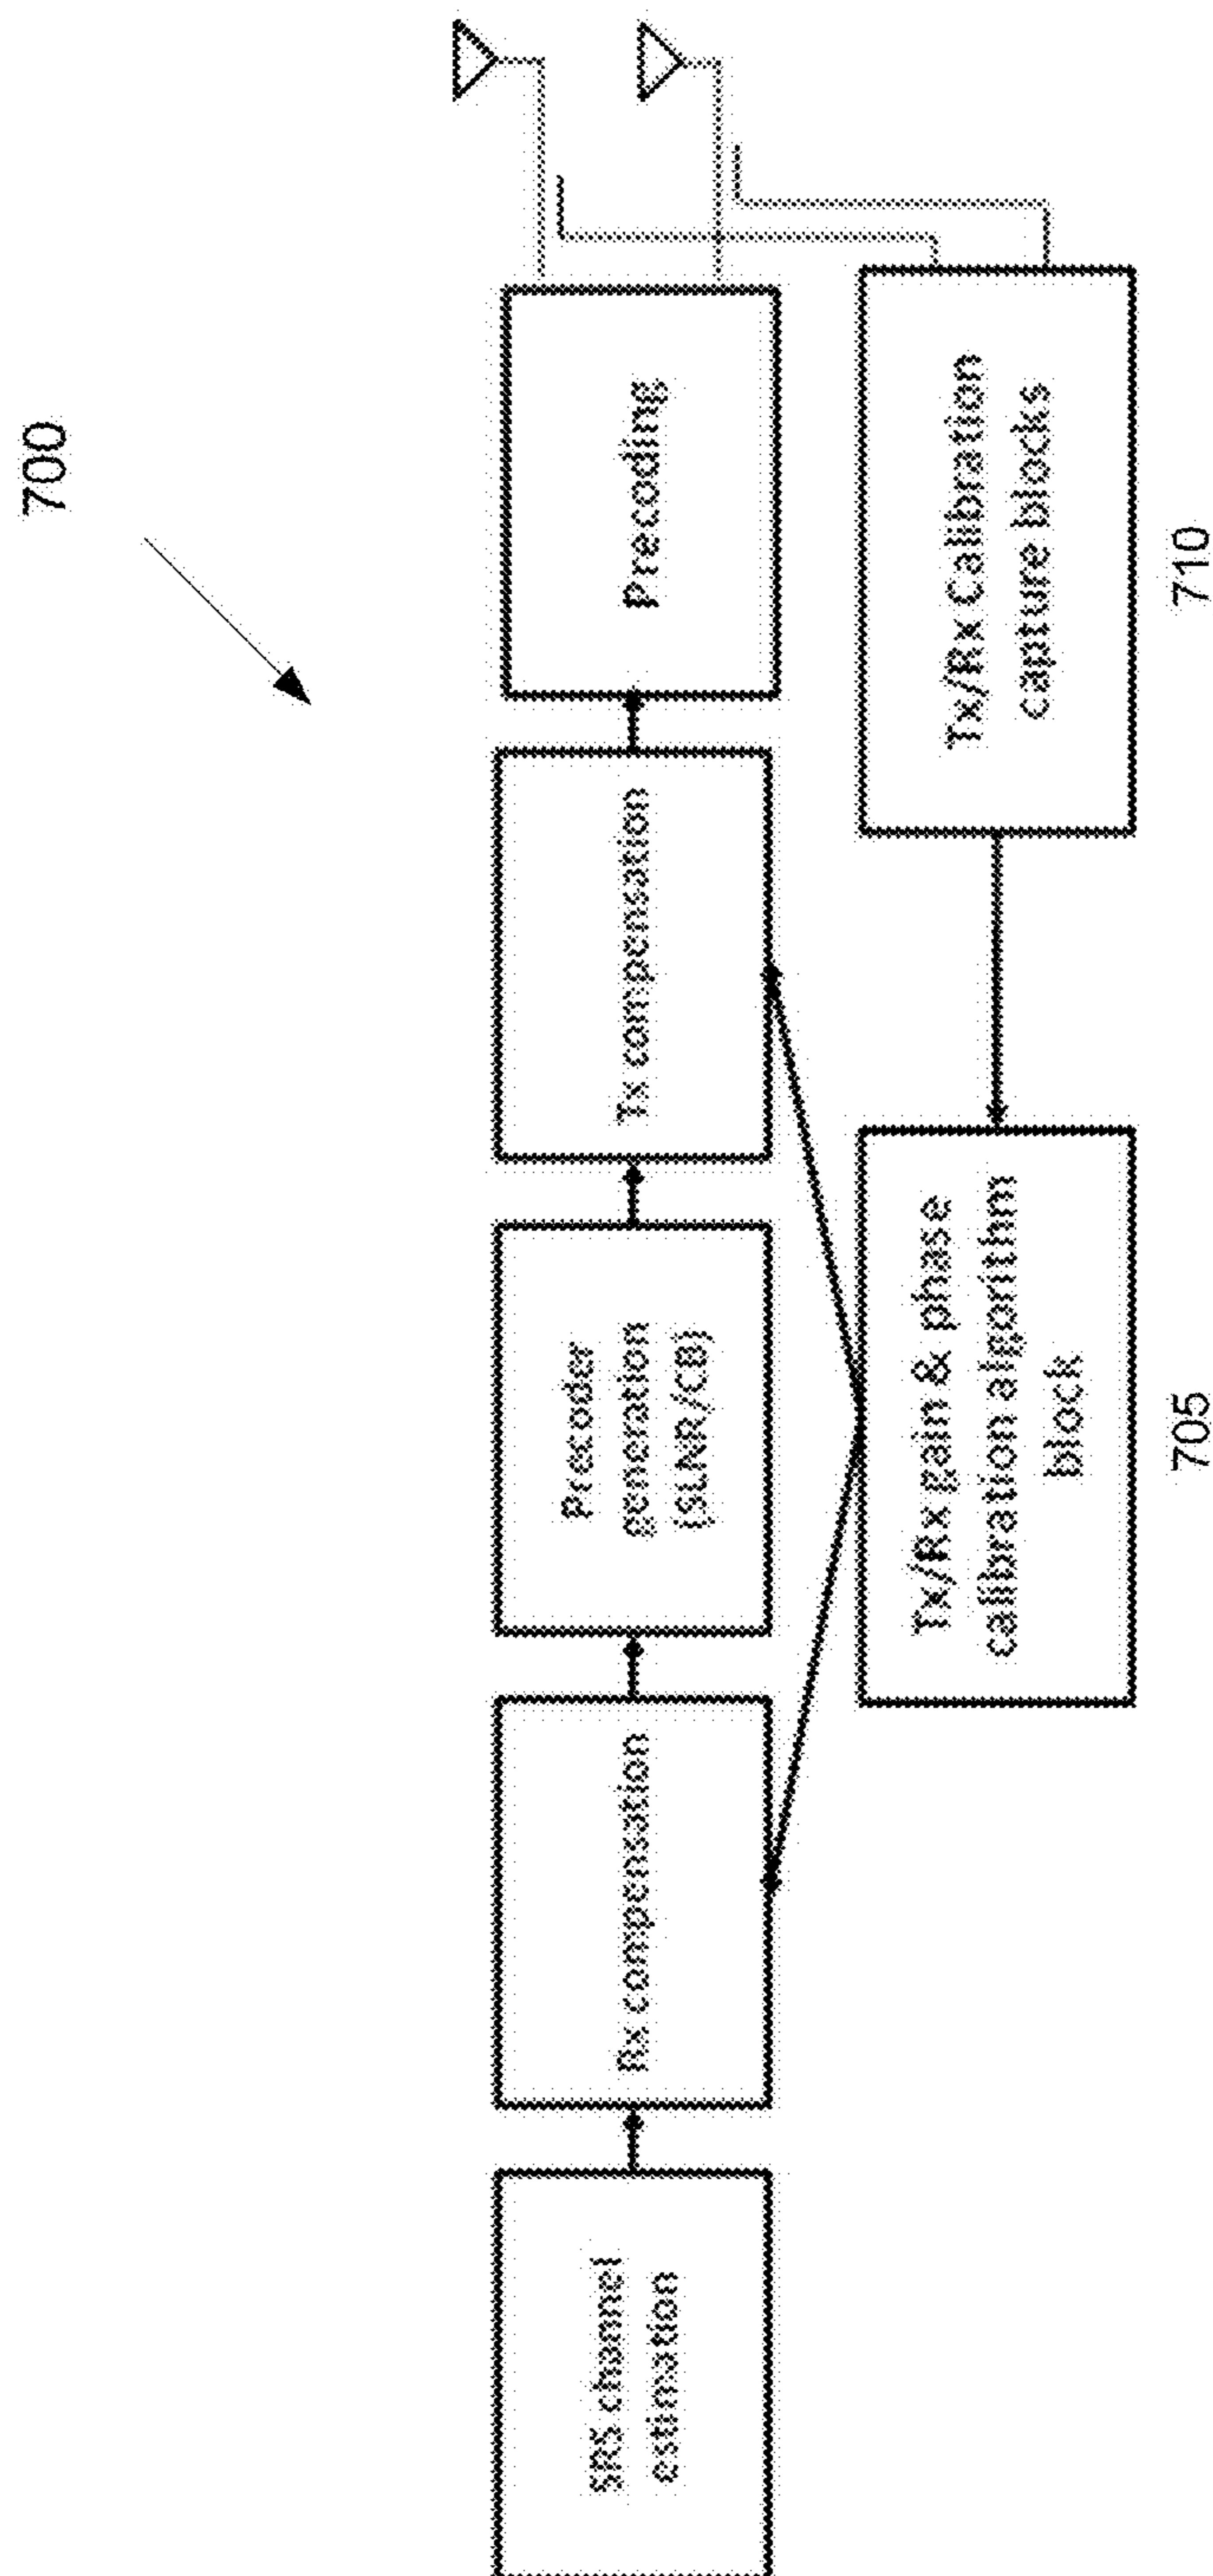 700
SRS channel
estimation
Rx compensation
Precoder
generation
(SLNR/CB)
Tx compensation
Precoding
Tx/Rx gain & phase
calibration algorithm
block
705
Tx/Rx Calibration
capture blocks
710